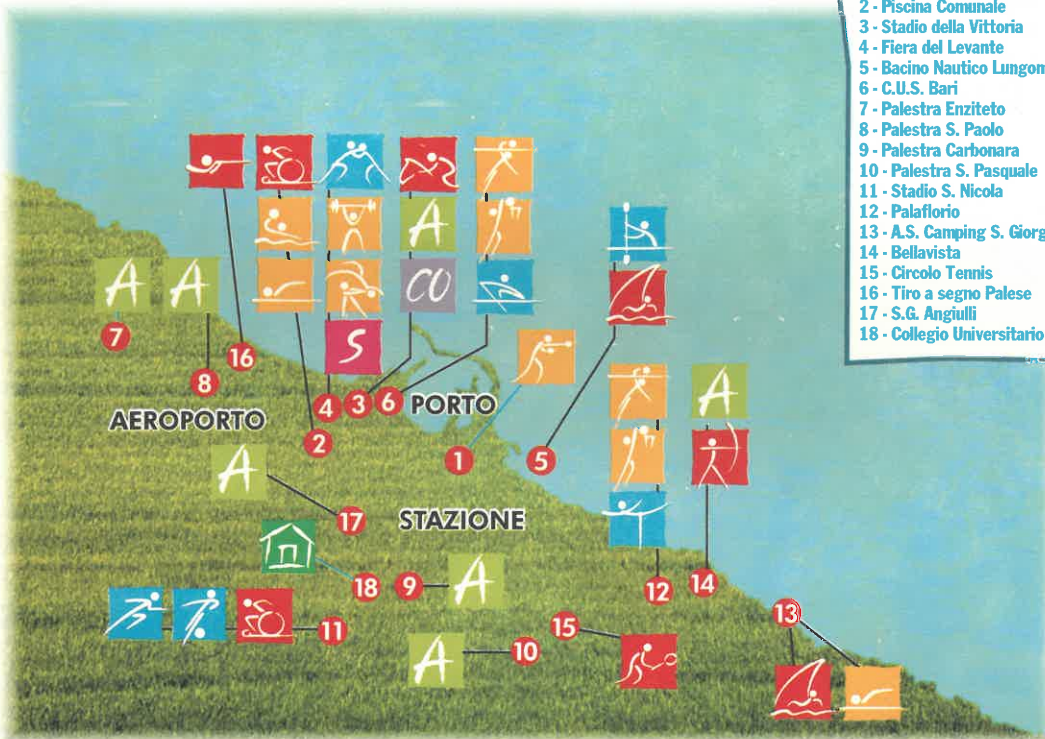 2 - Piscina Comunale
3 - Stadio della Vittoria
4 - Fiera del Levante
5 - Bacino Nautico
6 - C.U.S. Bari
7 - Palestra Enziteto
8 - Palestra S. Paolo
9 - Palestra Carbonara
10 - Palestra S. Pasquale
11 - Stadio S. Nicola
12 - Palaflorio
13 - A.S. Camping S.
14 - Bellavista
15 - Circolo Tennis
16 - Tiro a segno Palese
17 - S.G. Angiulli
18 - Collegio Universitario
A
CO
A A
S
7
16
8
4 3 6 PORTO
AEROPORTO
2
1
5
A
A
17
STAZIONE
18
9
A
12
14
11
15
13
A
10